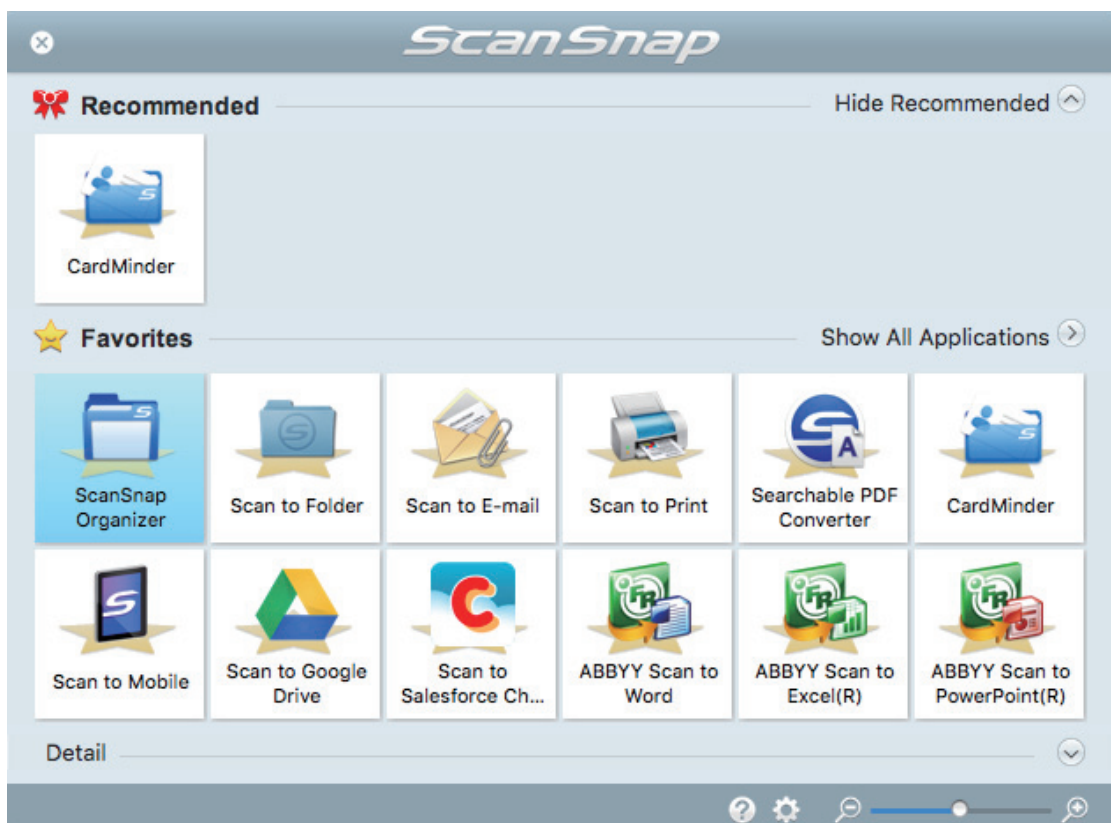 ScanSnap
Recommended
Hide Recommended
CardMinder
Favorites
Show All Applications
ScanSnap
Organizer
Scan to Folder
Scan to E-mail
Scan to Print
Searchable PDF
Converter
CardMinder
Scan to Mobile
Scan to Google
Drive
Scan to
Salesforce Ch...
ABBYY Scan to
Word
ABBYY Scan to
Excel(R)
ABBYY Scan to
PowerPoint(R)
Detail